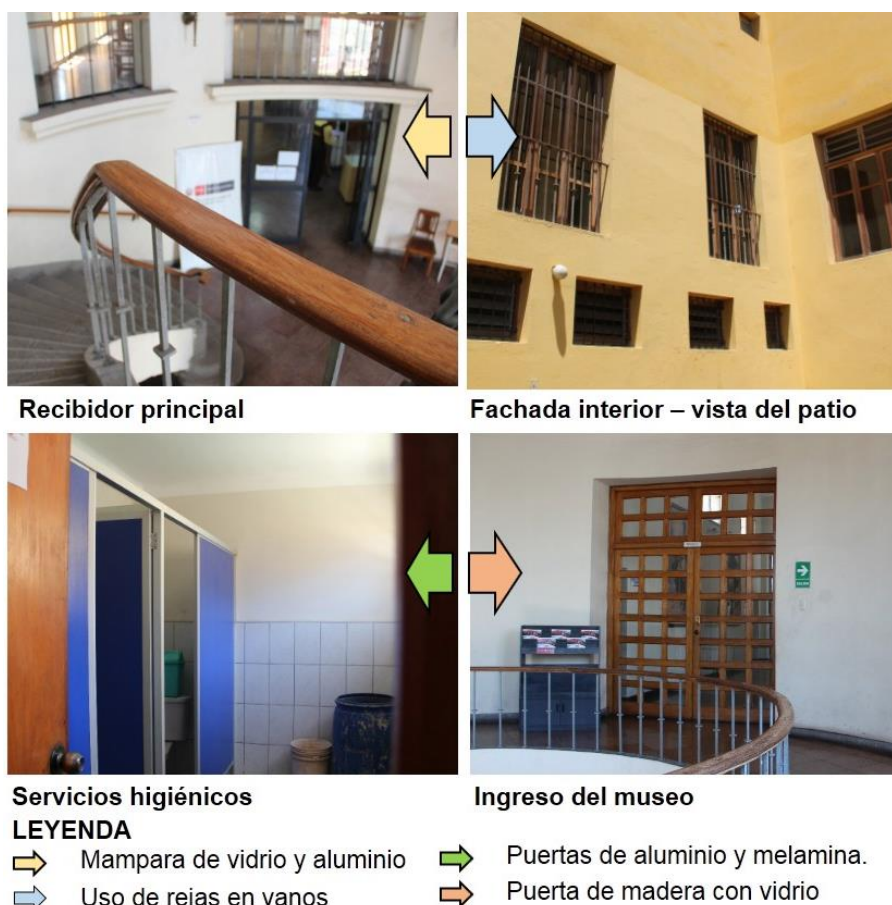 Recibidor principal
Fachada interior – vista del patio
Servicios higiénicos
Ingreso del museo
LEYENDA
Mampara de vidrio y aluminio
Puertas de aluminio y melamina.
Uso de rejas en vanos
Puerta de madera con vidrio